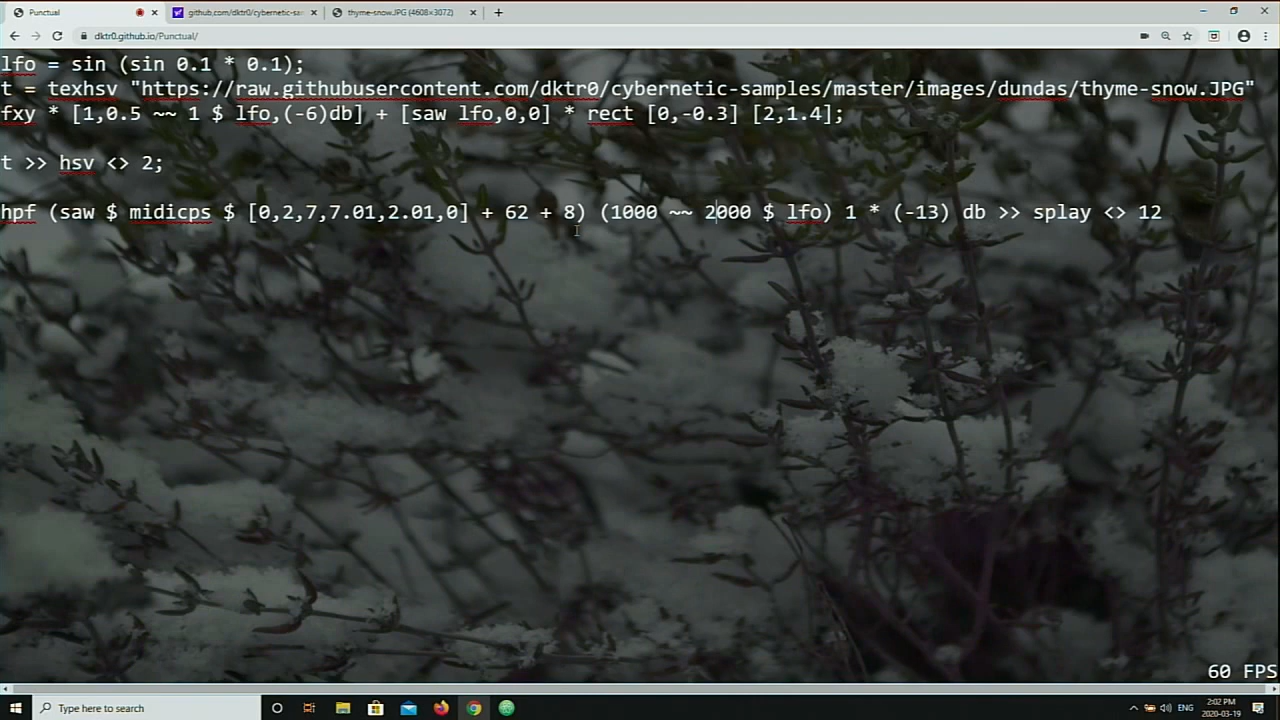 Punctual
github.com/dktr0/cybernetic-sam
thyme-snow.JPG (4608×3072)
dktr0.github.io/Punctual/
lfo = sin (sin 0.1 * 0.1);
t = texhsv "https://raw.githubusercontent.com/dktr0/cybernetic-samples/master/images/dundas/thyme-snow.JPG"
fxy * [1,0.5 ~~ 1 $ lfo,(-6)db] + [saw lfo,0,0] * rect [0,-0.3] [2,1.4];
t >> hsv <> 2;
hpf (saw $ midicps $ [0,2,7,7.01,2.01,0] + 62 + 8) (1000 ~~ 2000 $ lfo) 1 * (-13) db >> splay <> 12
60 FPS
Type here to search
ENG
2:02 PM
2020-03-19